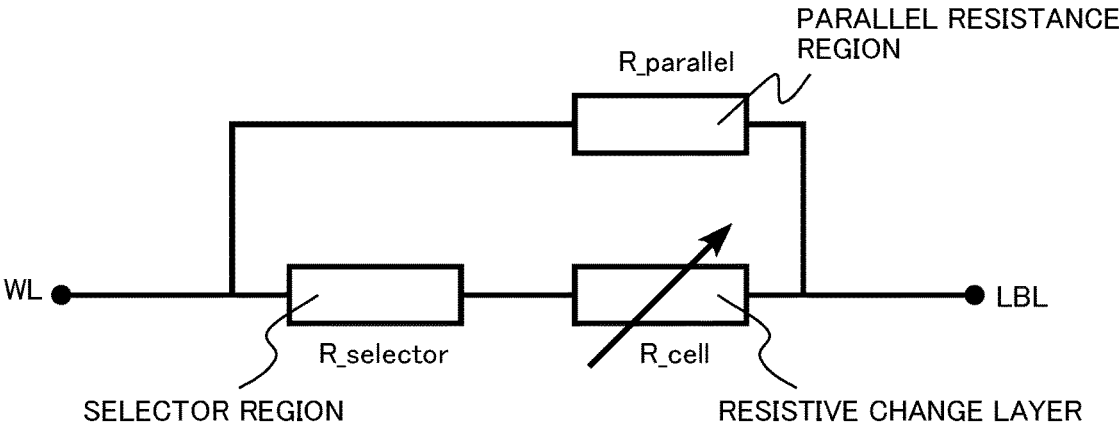 PARALLEL RESISTANCE
REGION
R_parallel
WL
LBL
R_selector
R_cell
SELECTOR REGION
RESISTIVE CHANGE LAYER